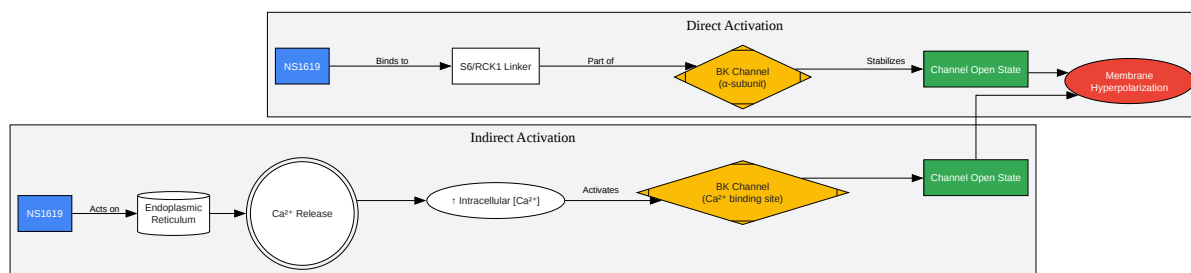 Direct Activation
NS1619
Binds to
S6/RCK1 Linker
Part of
BK Channel
(α-subunit)
Stabilizes
Channel Open State
Membrane
Hyperpolarization
Indirect Activation
NS1619
Acts on
Endoplasmic
Reticulum
Ca²⁺ Release
↑ Intracellular [Ca²⁺]
Activates
BK Channel
(Ca²⁺ binding site)
Channel Open State